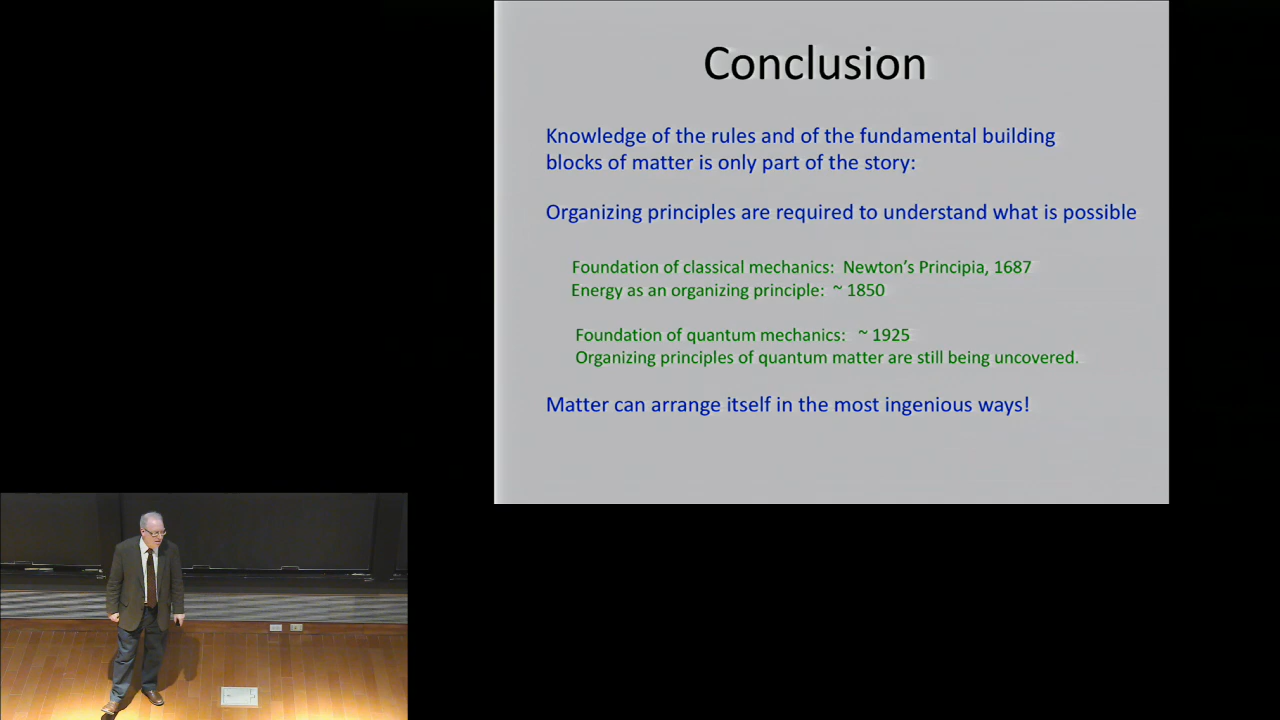 Conclusion
Knowledge of the rules and of the fundamental building
blocks of matter is only part of the story:
Organizing principles are required to understand what is possible
Foundation of classical mechanics:  Newton’s Principia, 1687
Energy as an organizing principle:  ~ 1850
Foundation of quantum mechanics:   ~ 1925
Organizing principles of quantum matter are still being uncovered.
Matter can arrange itself in the most ingenious ways!